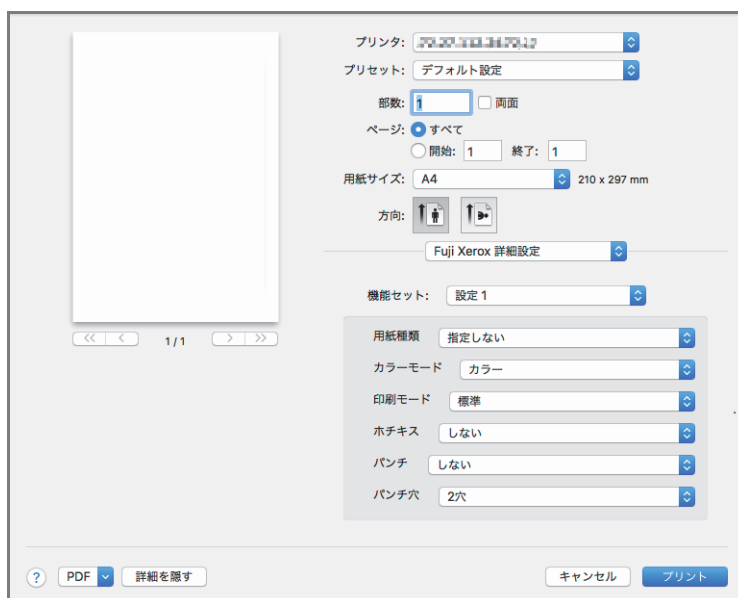 プリンタ:
プリセット: デフォルト設定
部数: 1 両面
ページ: すべて
開始: 1 終了: 1
用紙サイズ: A4 210 x 297 mm
方向:
Fuji Xerox 詳細設定
機能セット: 設定 1
<< < 1 / 1 > >>
用紙種類 指定しない
カラーモード カラー
印刷モード 標準
ホチキス しない
パンチ しない
パンチ穴 2穴
? PDF 詳細を隠す キャンセル プリント